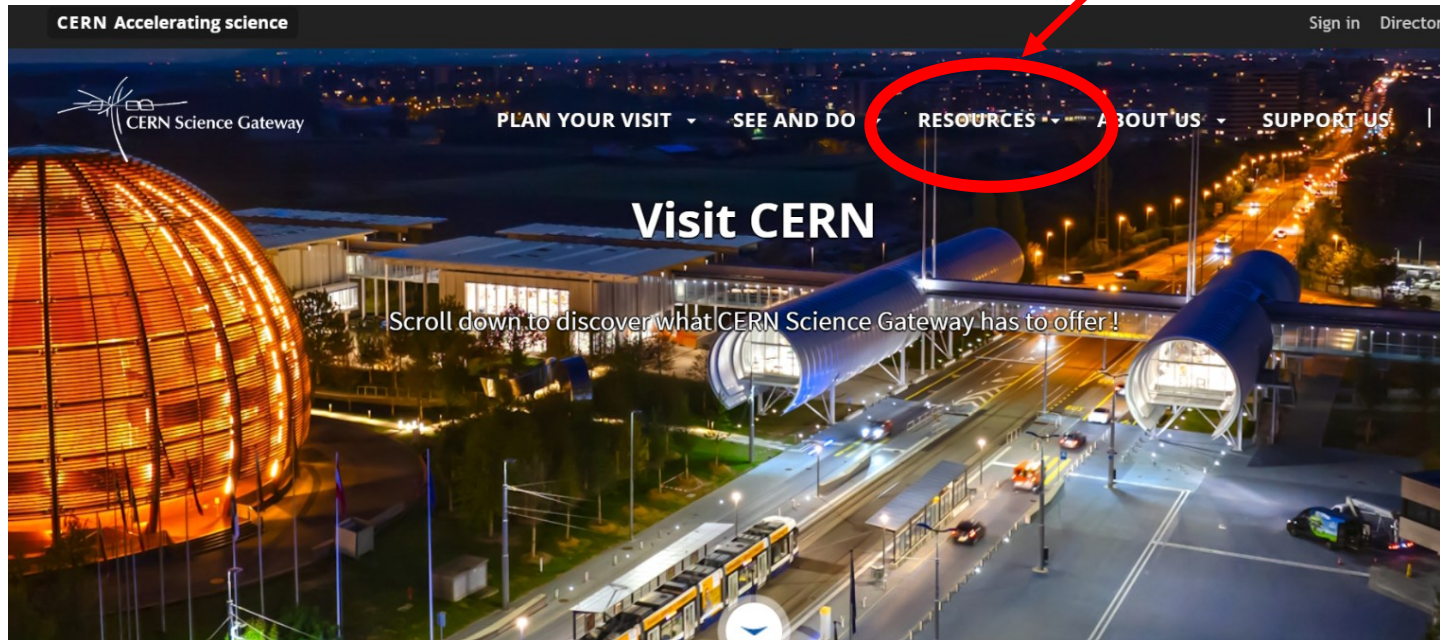 CERN Accelerating science
Sign in Director
CERN Science Gateway
PLAN YOUR VISIT SEE AND DO RESOURCES ABOUT US SUPPORT US |
Visit CERN
Scroll down to discover what CERN Science Gateway has to offer !